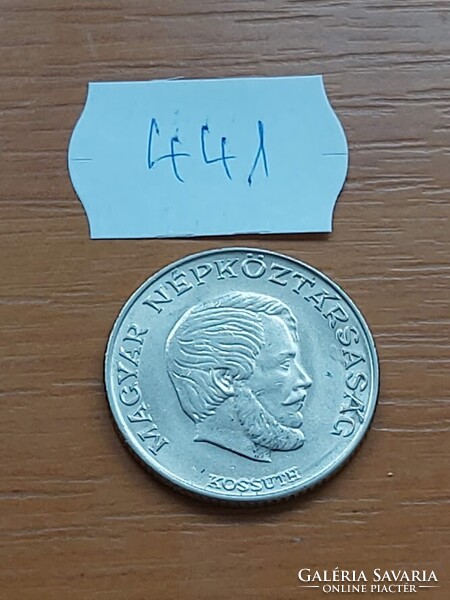 441
MAGYAR NÉPKÖZTÁRSASÁG
KOSSUTH
GALÉRIA SAVARIA
ONLINE PIACTÉR